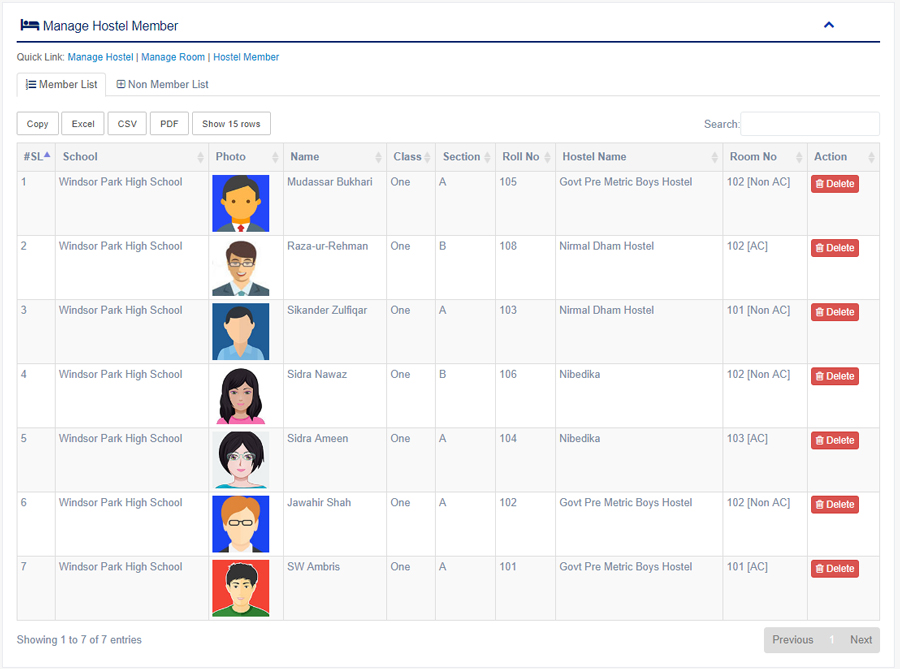 Manage Hostel Member
Quick Link: Manage Hostel | Manage Room | Hostel Member
Member List Non Member List
Copy Excel CSV PDF Show 15 rows Search:
#SL School Photo Name Class Section Roll No Hostel Name Room No Action
1 Windsor Park High School Mudassar Bukhari One A 105 Govt Pre Metric Boys Hostel 102 [Non AC] Delete
2 Windsor Park High School Raza-ur-Rehman One B 108 Nirmal Dham Hostel 102 [AC] Delete
3 Windsor Park High School Sikander Zulfiqar One A 103 Nirmal Dham Hostel 101 [Non AC] Delete
4 Windsor Park High School Sidra Nawaz One B 106 Nibedika 102 [Non AC] Delete
5 Windsor Park High School Sidra Ameen One A 104 Nibedika 103 [AC] Delete
6 Windsor Park High School Jawahir Shah One A 102 Govt Pre Metric Boys Hostel 102 [Non AC] Delete
7 Windsor Park High School SW Ambris One A 101 Govt Pre Metric Boys Hostel 101 [AC] Delete
Showing 1 to 7 of 7 entries Previous 1 Next